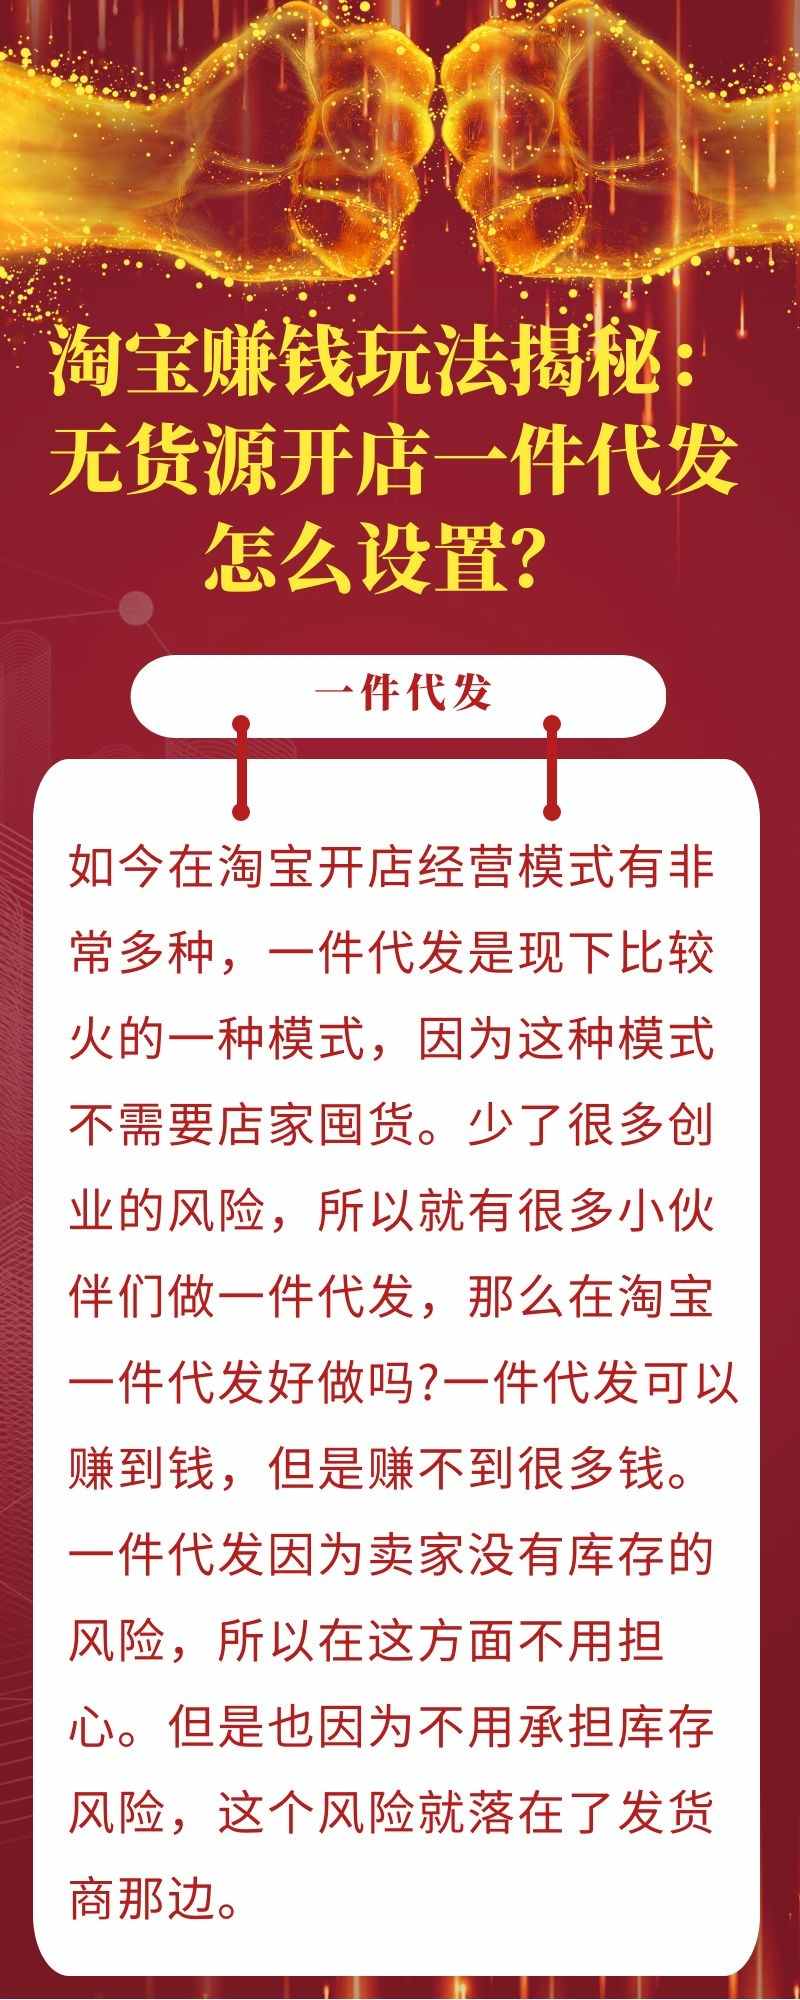 淘宝赚钱玩法揭秘：
无货源开店一件代发
怎么设置？
一件代发
如今在淘宝开店经营模式有非
常多种，一件代发是现下比较
火的一种模式，因为这种模式
不需要店家囤货。少了很多创
业的风险，所以就有很多小伙
伴们做一件代发，那么在淘宝
一件代发好做吗?一件代发可以
赚到钱，但是赚不到很多钱。
一件代发因为卖家没有库存的
风险，所以在这方面不用担
心。但是也因为不用承担库存
风险，这个风险就落在了发货
商那边。